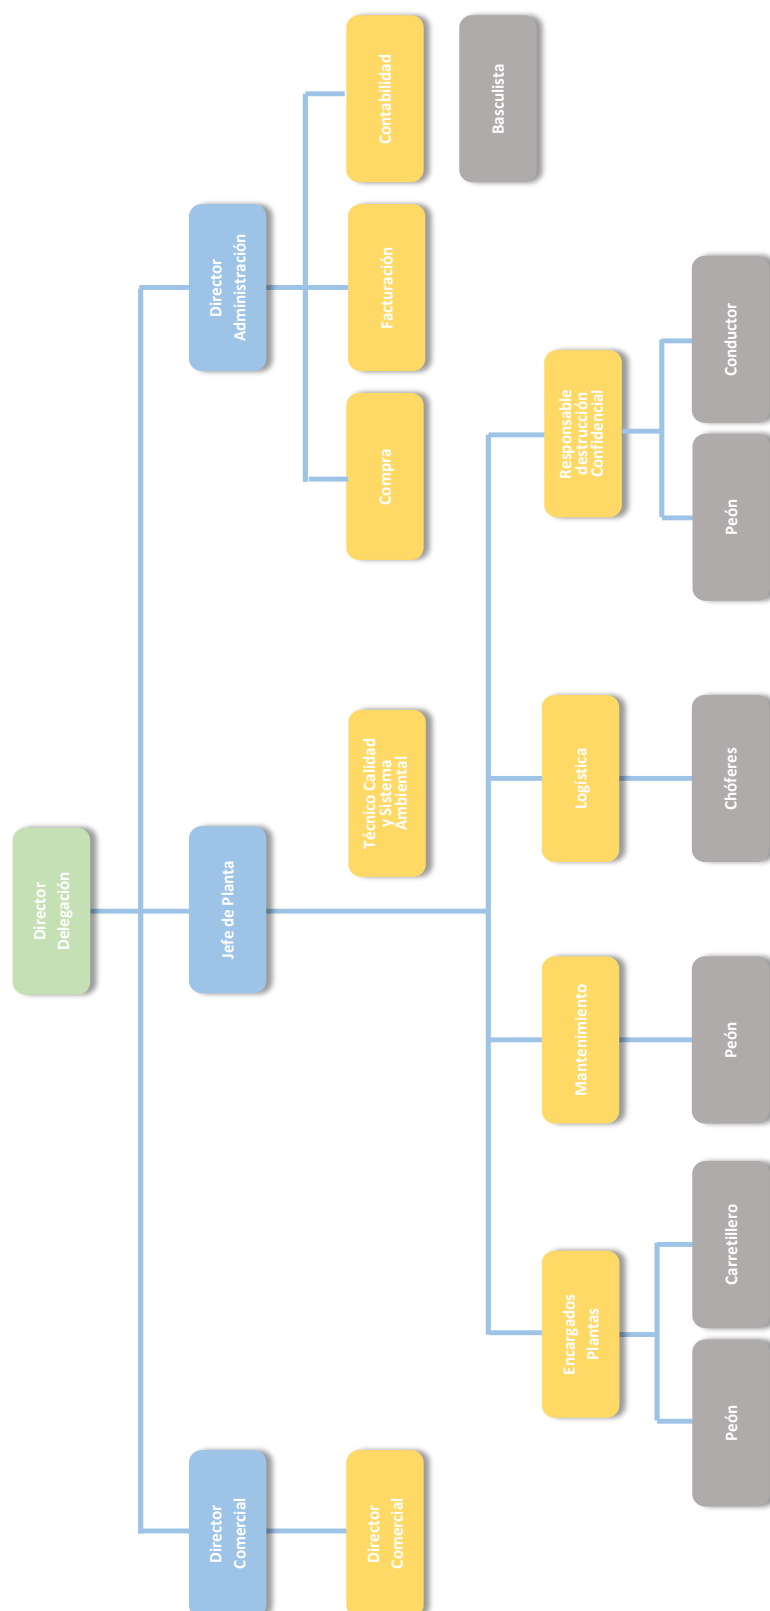 Director
Delegación
Director
Comercial
Jefe de Planta
Director
Administración
Director
Comercial
Técnico Calidad
y Sistema
Ambiental
Compra
Facturación
Contabilidad
Basculista
Encargados
Plantas
Mantenimiento
Logística
Responsable
destrucción
Confidencial
Peón
Carretillero
Peón
Chóferes
Peón
Conductor